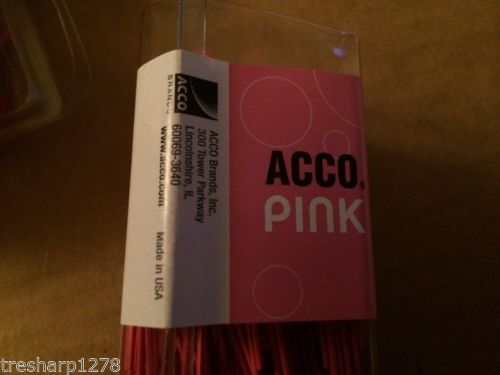 ACCO
BRANDS
ACCO Brands, Inc.
300 Tower Parkway
Lincolnshire, IL
60069-3640
www.acco.com
Made in USA
ACCO.
PINK
tresharp1278